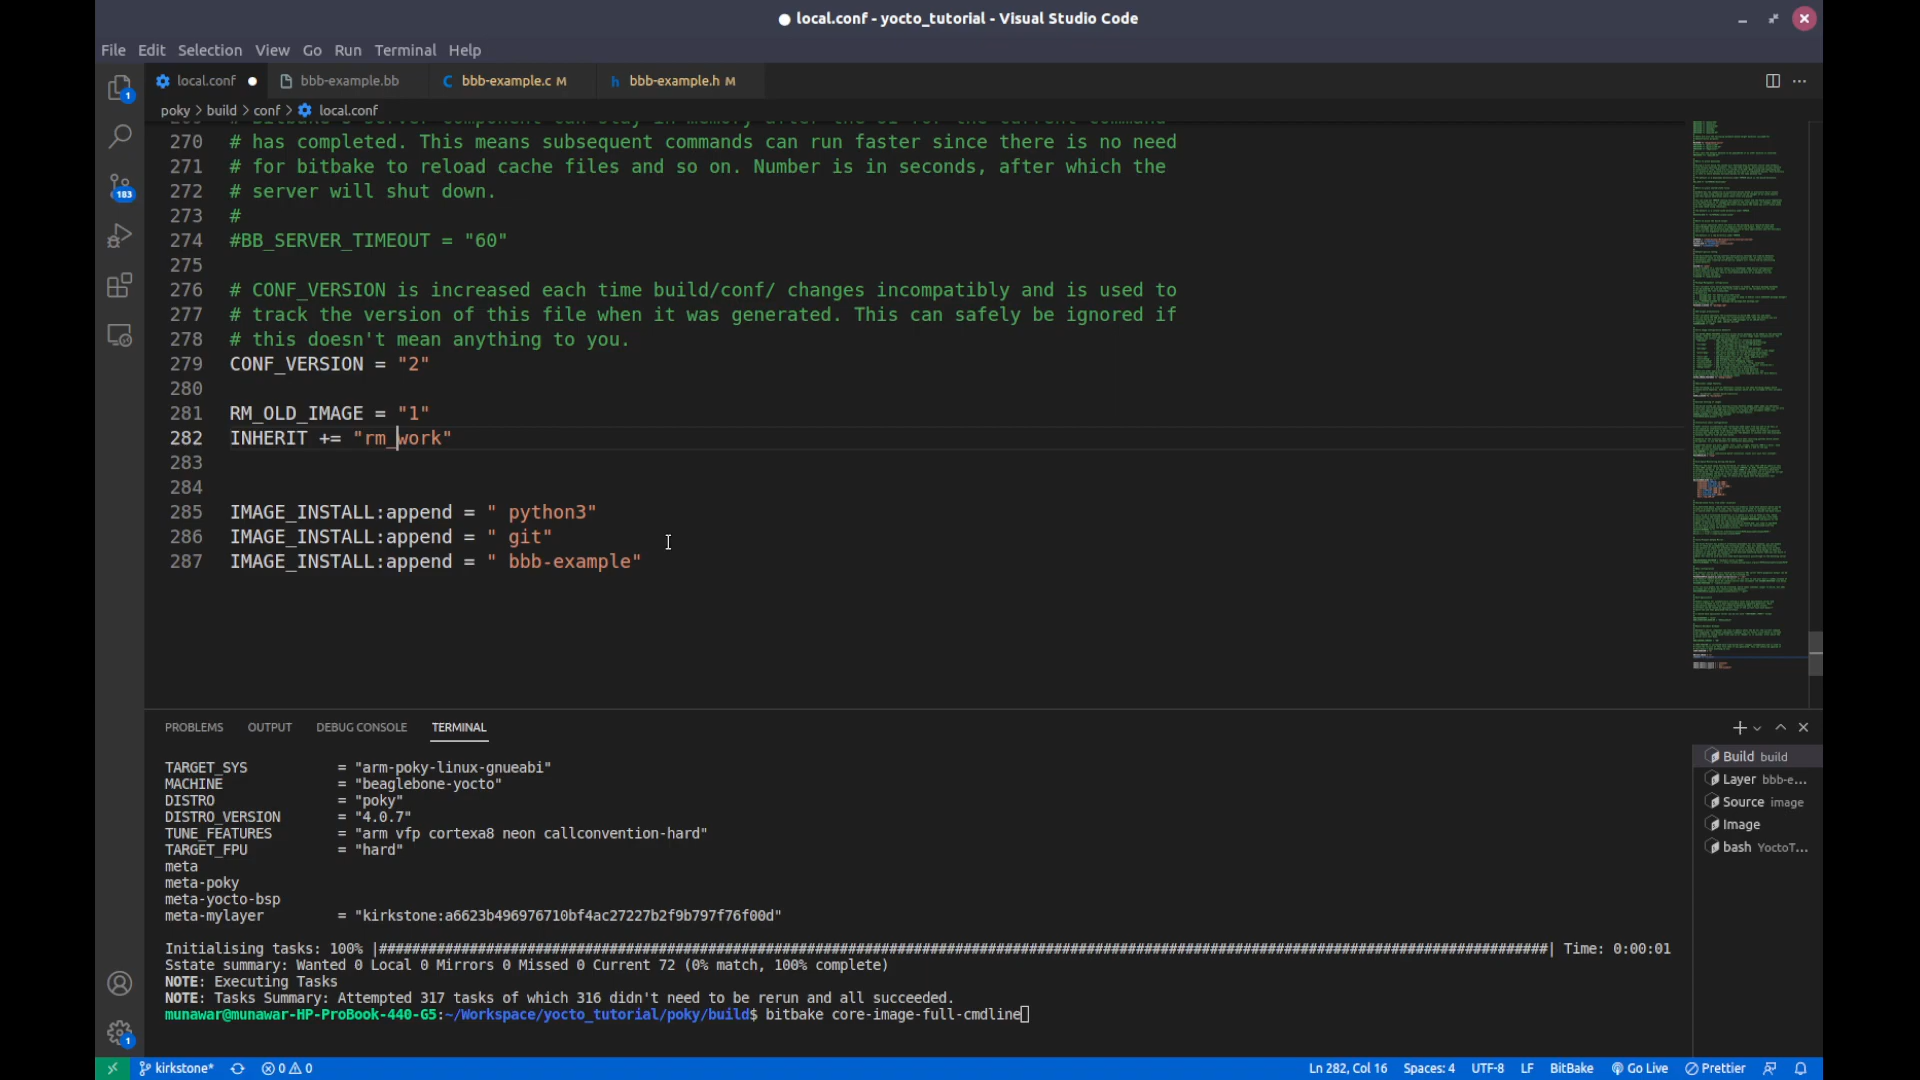 local.conf - yocto_tutorial - Visual Studio Code
File Edit Selection View Go Run Terminal Help
local.conf bbb-example.bb C bbb-example.c M h bbb-example.h M
poky > build > conf > local.conf
270 # has completed. This means subsequent commands can run faster since there is no need
271 # for bitbake to reload cache files and so on. Number is in seconds, after which the
272 # server will shut down.
273 #
274 #BB_SERVER_TIMEOUT = "60"
275
276 # CONF_VERSION is increased each time build/conf/ changes incompatibly and is used to
277 # track the version of this file when it was generated. This can safely be ignored if
278 # this doesn't mean anything to you.
279 CONF_VERSION = "2"
280
281 RM_OLD_IMAGE = "1"
282 INHERIT += "rm_work"
283
284
285 IMAGE_INSTALL:append = " python3"
286 IMAGE_INSTALL:append = " git"
287 IMAGE_INSTALL:append = " bbb-example"
1
183
PROBLEMS OUTPUT DEBUG CONSOLE TERMINAL
TARGET_SYS = "arm-poky-linux-gnueabi"
MACHINE = "beaglebone-yocto"
DISTRO = "poky"
DISTRO_VERSION = "4.0.7"
TUNE_FEATURES = "arm vfp cortexa8 neon callconvention-hard"
TARGET_FPU = "hard"
meta
meta-poky
meta-yocto-bsp
meta-mylayer = "kirkstone:a6623b496976710bf4ac27227b2f9b797f76f00d"
Initialising tasks: 100% |##############################################################################################################################################| Time: 0:00:01
Sstate summary: Wanted 0 Local 0 Mirrors 0 Missed 0 Current 72 (0% match, 100% complete)
NOTE: Executing Tasks
NOTE: Tasks Summary: Attempted 317 tasks of which 316 didn't need to be rerun and all succeeded.
munawar@munawar-HP-ProBook-440-G5:~/Workspace/yocto_tutorial/poky/build$ bitbake core-image-full-cmdline
Build build
Layer bbb-e...
Source image
Image
bash YoctoT...
1
kirkstone* 0 0 Ln 282, Col 16 Spaces: 4 UTF-8 LF BitBake Go Live Prettier